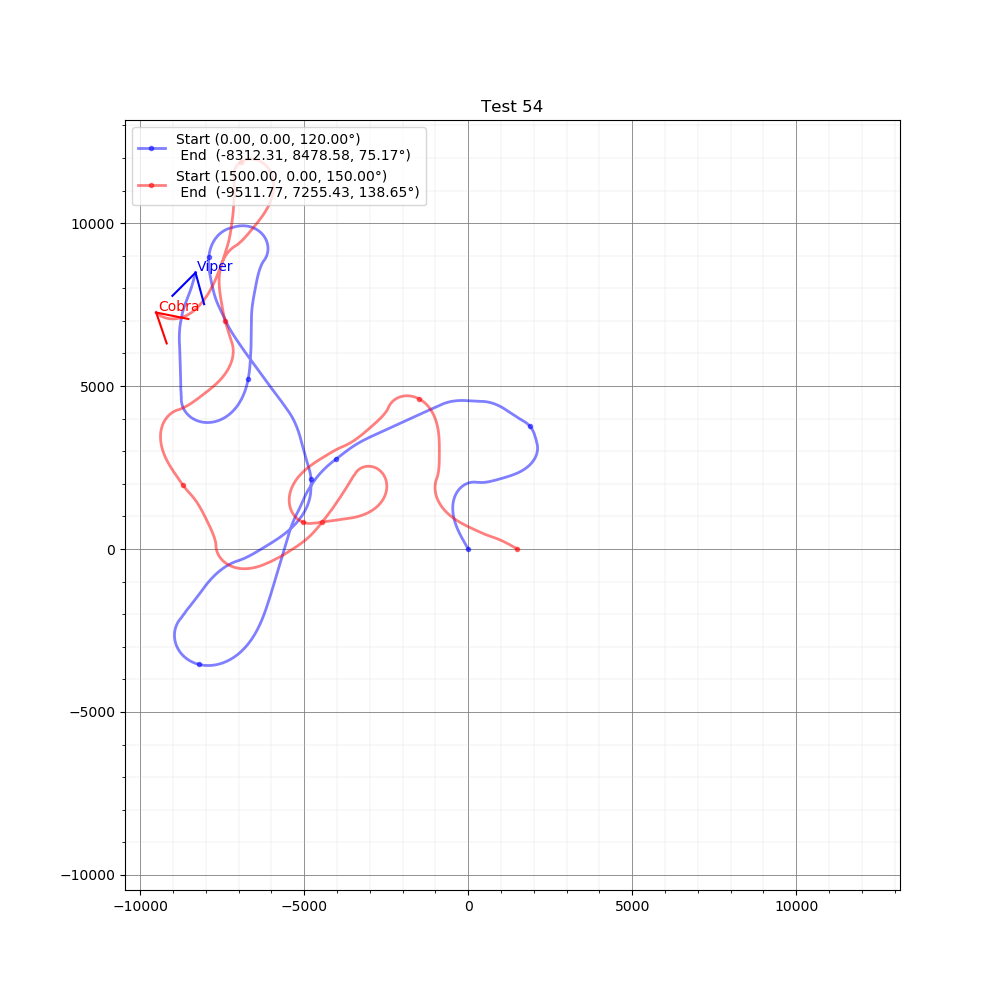 Test 54
Start (0.00, 0.00, 120.00°)
End  (-8312.31, 8478.58, 75.17°)
Start (1500.00, 0.00, 150.00°)
End  (-9511.77, 7255.43, 138.65°)
10000
Viper
Cobra
5000
0
−5000
−10000
−10000 −5000 0 5000 10000